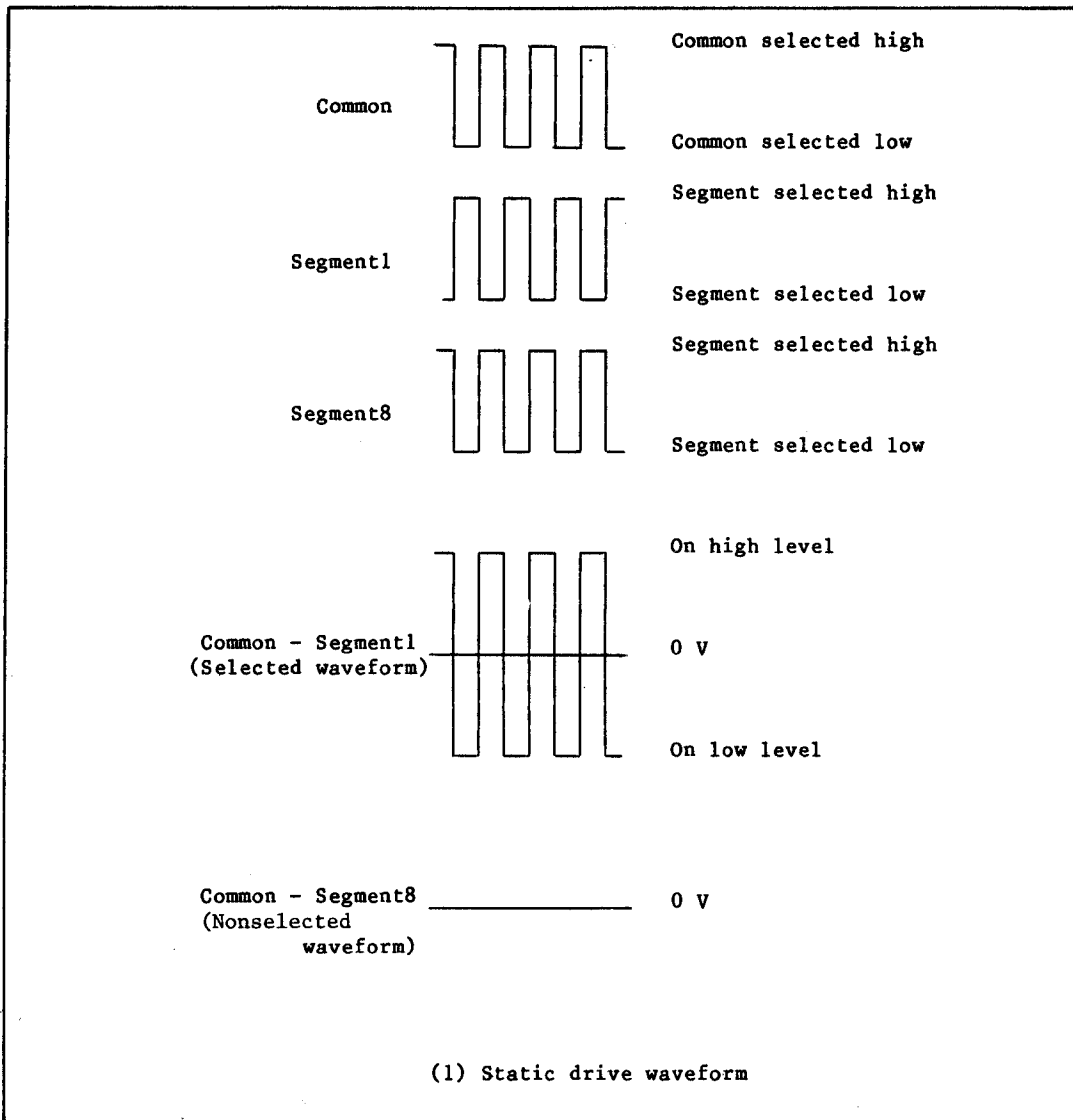 Common selected high
Common
Common selected low
Segment selected high
Segment1
Segment selected low
Segment selected high
Segment8
Segment selected low
On high level
Common - Segment1
(Selected waveform)
0 V
On low level
Common - Segment8
(Nonselected
waveform)
0 V
(1) Static drive waveform